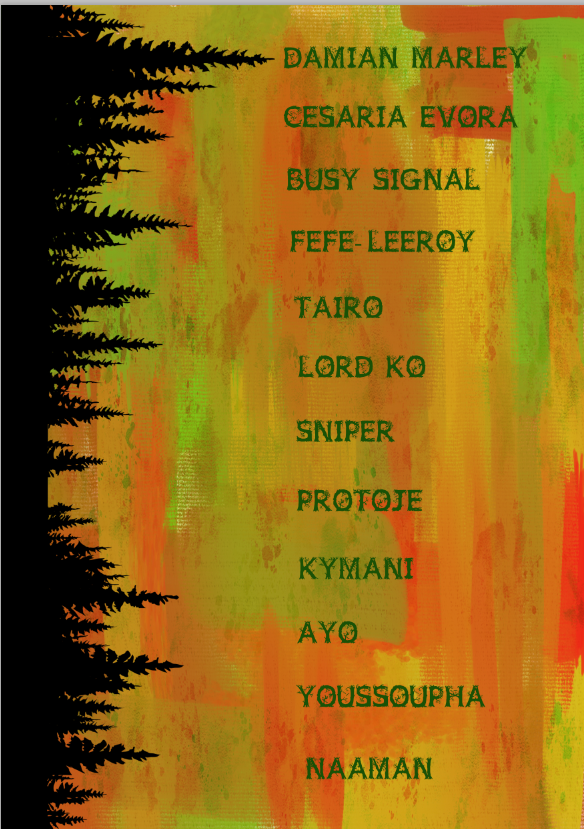 DAMIAN MARLEY
CESARIA EVORA
BUSY SIGNAL
FEFE-LEEROY
TAIRO
LORD KO
SNIPER
PROTOJE
KYMANI
AYO
YOUSSOUPHA
NAAMAN